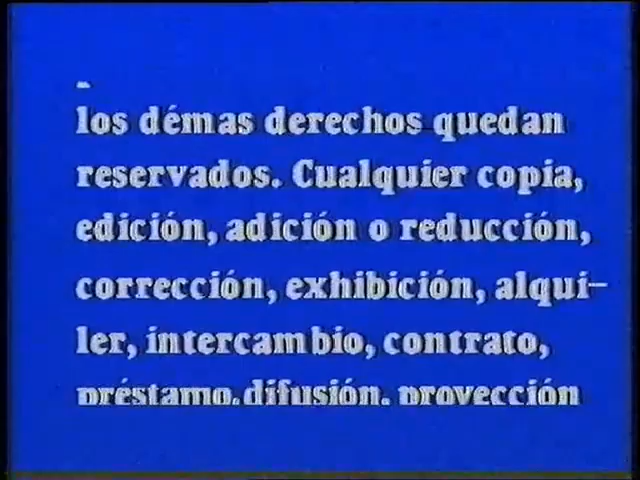 los démas derechos quedan
reservados. Cualquier copia,
edición, adición o reducción,
corrección, exhibición, alqui-
ler, intercambio, contrato,
préstamo, difusión, proyección